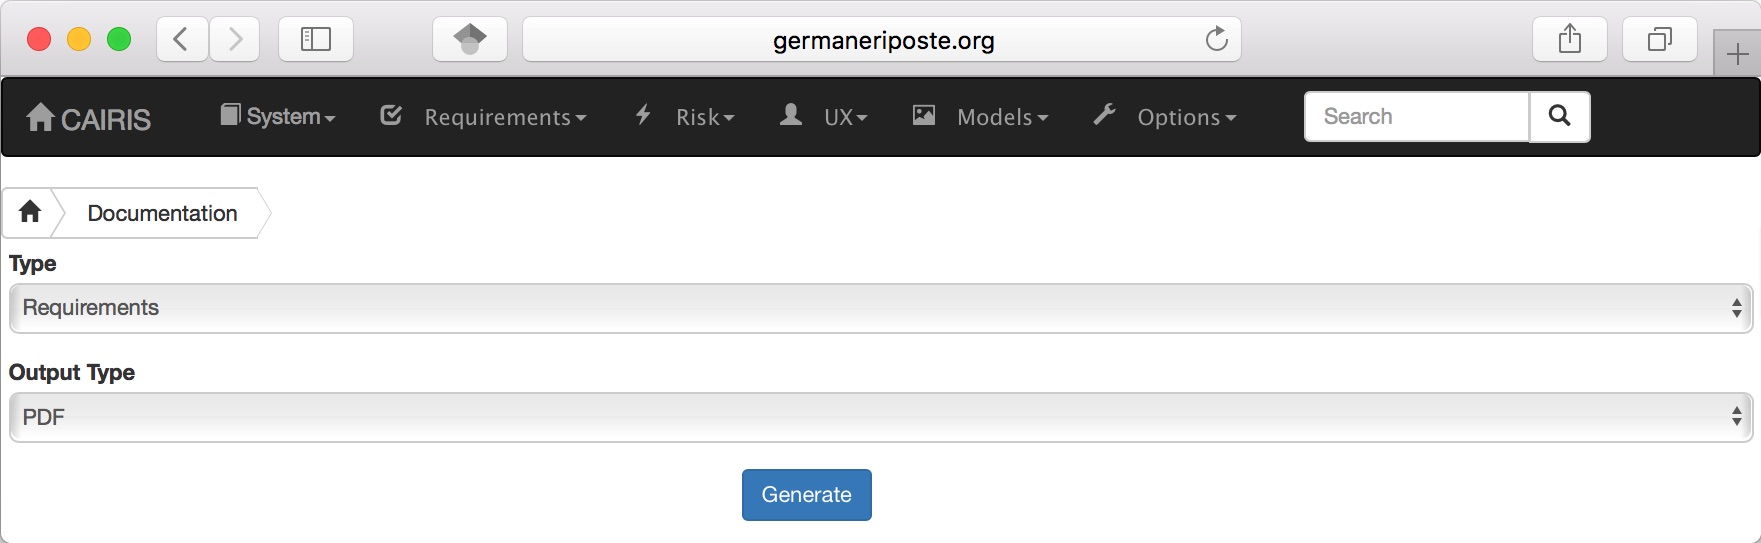 germaneriposte.org
CAIRIS System Requirements Risk UX Models Options Search
Documentation
Type
Requirements
Output Type
PDF
Generate